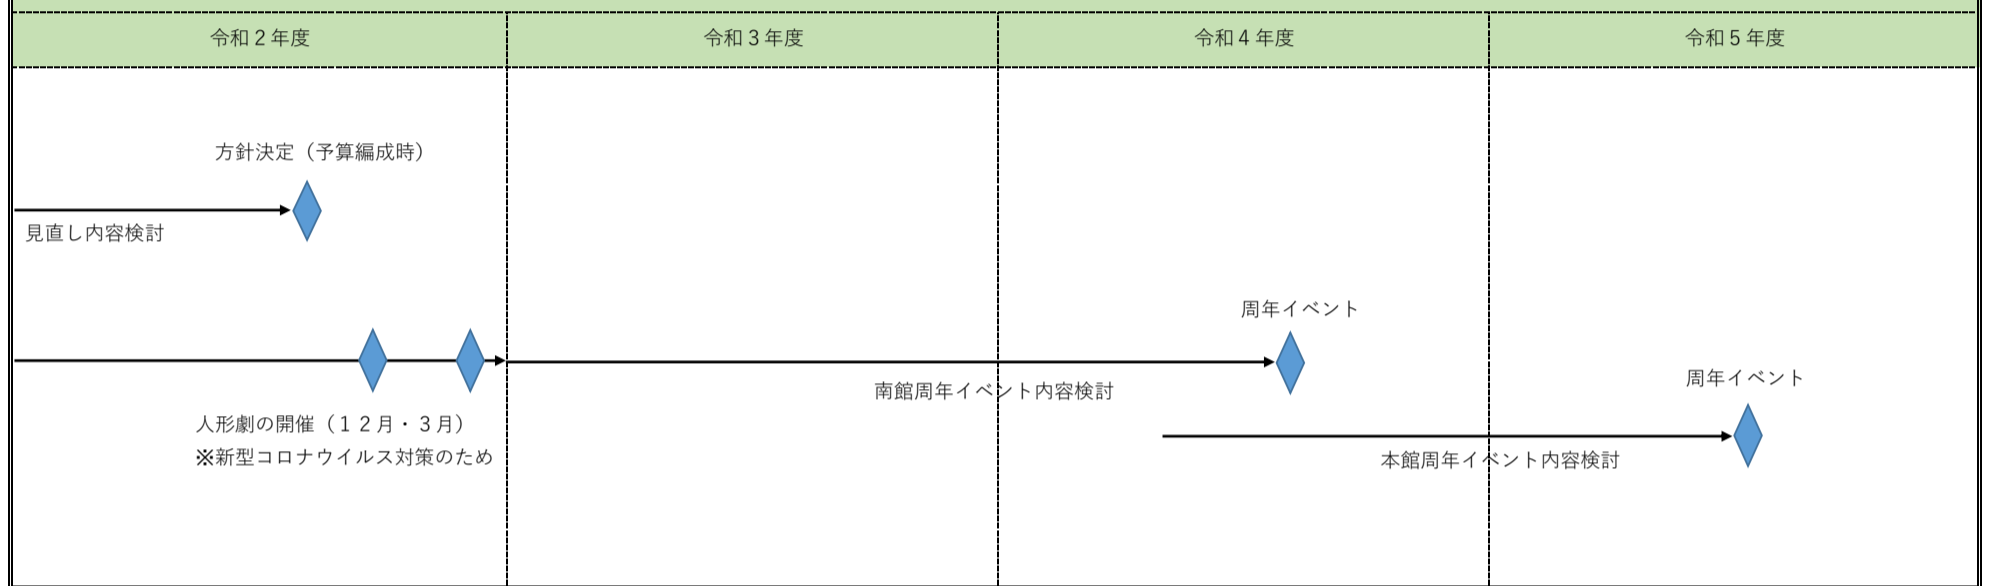 令和２年度
令和３年度
令和４年度
令和５年度
方針決定（予算編成時）
見直し内容検討
周年イベント
南館周年イベント内容検討
周年イベント
人形劇の開催（１２月・３月）
※新型コロナウイルス対策のため
本館周年イベント内容検討